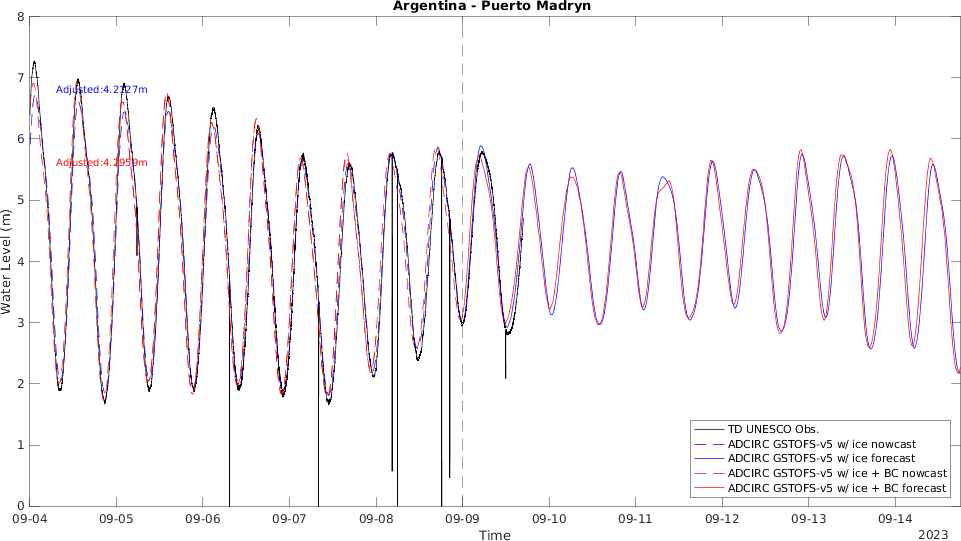 Argentina - Puerto Madryn
8
7
6
5
4
3
2
1
0
Water Level (m)
Adjusted:4.2127m
Adjusted:4.2959m
TD UNESCO Obs.
ADCIRC GSTOFS-v5 w/ ice nowcast
ADCIRC GSTOFS-v5 w/ ice forecast
ADCIRC GSTOFS-v5 w/ ice + BC nowcast
ADCIRC GSTOFS-v5 w/ ice + BC forecast
09-04 09-05 09-06 09-07 09-08 09-09 09-10 09-11 09-12 09-13 09-14
Time
2023